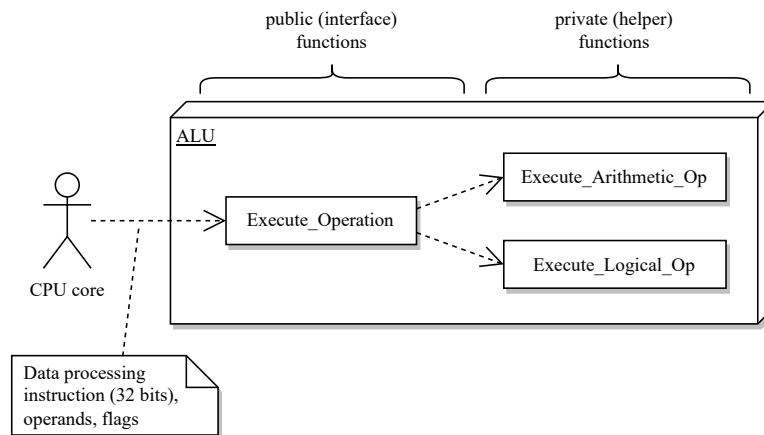 public (interface)
functions
private (helper)
functions
ALU
Execute_Arithmetic_Op
Execute_Operation
Execute_Logical_Op
CPU core
Data processing
instruction (32 bits),
operands, flags